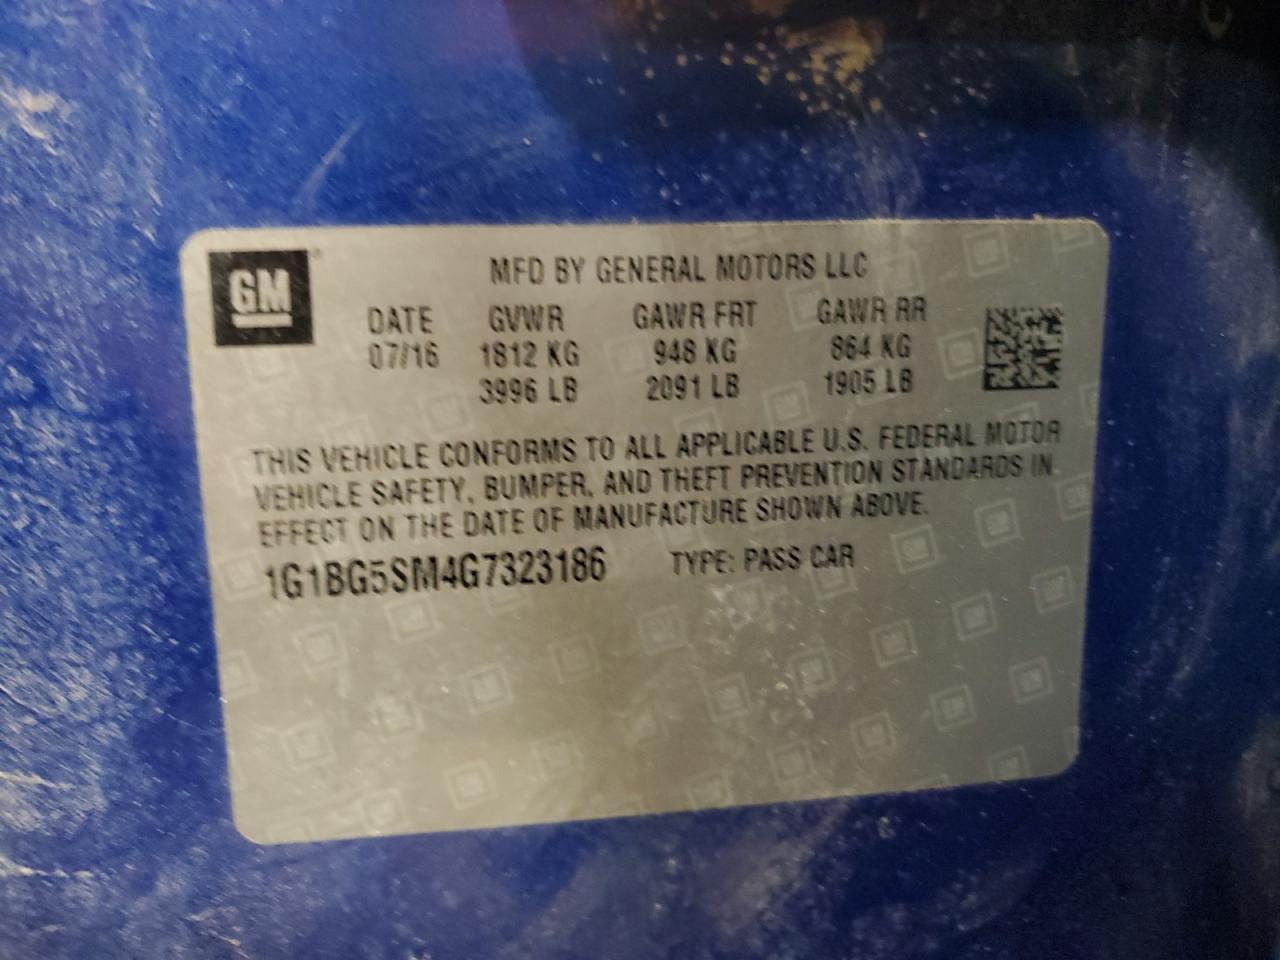 GM
MFD BY GENERAL MOTORS LLC
DATE GVWR GAWR FRT GAWR RR
07/16 1812 KG 948 KG 864 KG
3996 LB 2091 LB 1905 LB
THIS VEHICLE CONFORMS TO ALL APPLICABLE U.S. FEDERAL MOTOR
VEHICLE SAFETY, BUMPER, AND THEFT PREVENTION STANDARDS IN
EFFECT ON THE DATE OF MANUFACTURE SHOWN ABOVE.
1G1BG5SM4G7323186 TYPE: PASS CAR